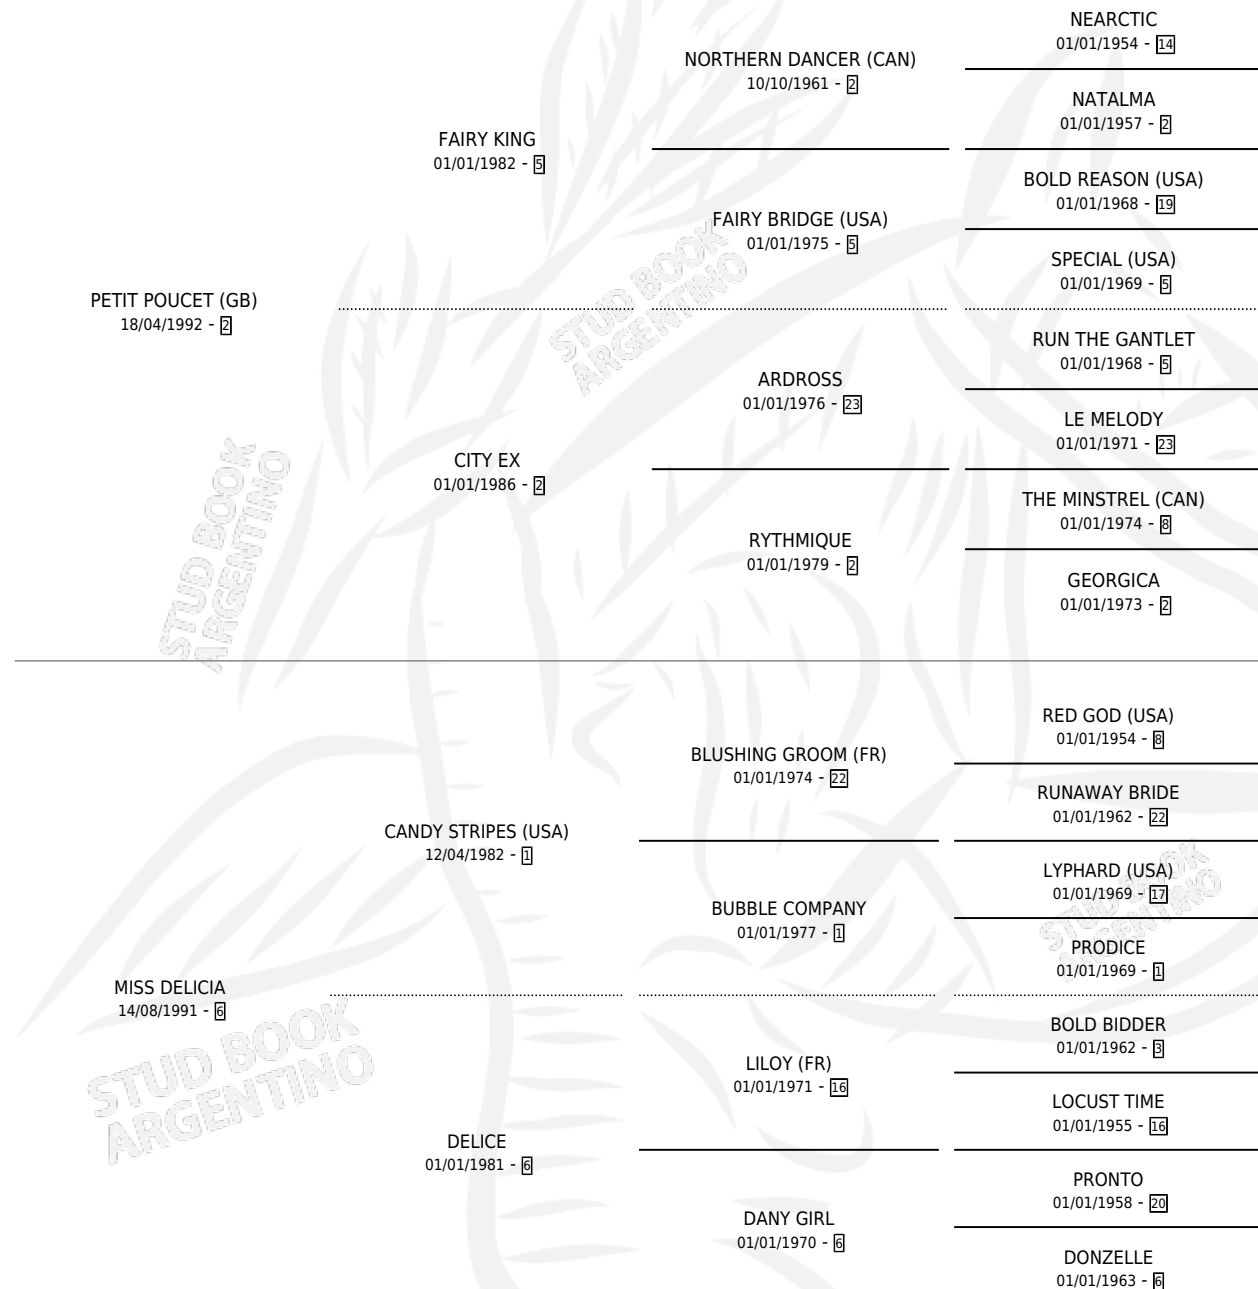 NEARCTIC
01/01/1954 - 14
NORTHERN DANCER (CAN)
10/10/1961 - 2
NATALMA
01/01/1957 - 2
FAIRY KING
01/01/1982 - 5
BOLD REASON (USA)
01/01/1968 - 19
FAIRY BRIDGE (USA)
01/01/1975 - 5
SPECIAL (USA)
01/01/1969 - 5
PETIT POUCET (GB)
18/04/1992 - 2
STUD BOOK
ARGENTINO
RUN THE GANTLET
01/01/1968 - 5
ARDROSS
01/01/1976 - 23
LE MELODY
01/01/1971 - 23
CITY EX
01/01/1986 - 2
THE MINSTREL (CAN)
01/01/1974 - 8
RYTHMIQUE
01/01/1979 - 2
GEORGICA
01/01/1973 - 2
STUD BOOK
ARGENTINO
RED GOD (USA)
01/01/1954 - 8
BLUSHING GROOM (FR)
01/01/1974 - 22
RUNAWAY BRIDE
01/01/1962 - 22
CANDY STRIPES (USA)
12/04/1982 - 1
LYPHARD (USA)
01/01/1969 - 17
BUBBLE COMPANY
01/01/1977 - 1
PRODICE
01/01/1969 - 1
STUD BOOK
ARGENTINO
MISS DELICIA
14/08/1991 - 6
BOLD BIDDER
01/01/1962 - 3
LILOY (FR)
01/01/1971 - 16
LOCUST TIME
01/01/1955 - 16
STUD BOOK
ARGENTINO
DELICE
01/01/1981 - 6
PRONTO
01/01/1958 - 20
DANY GIRL
01/01/1970 - 6
DONZELLE
01/01/1963 - 6